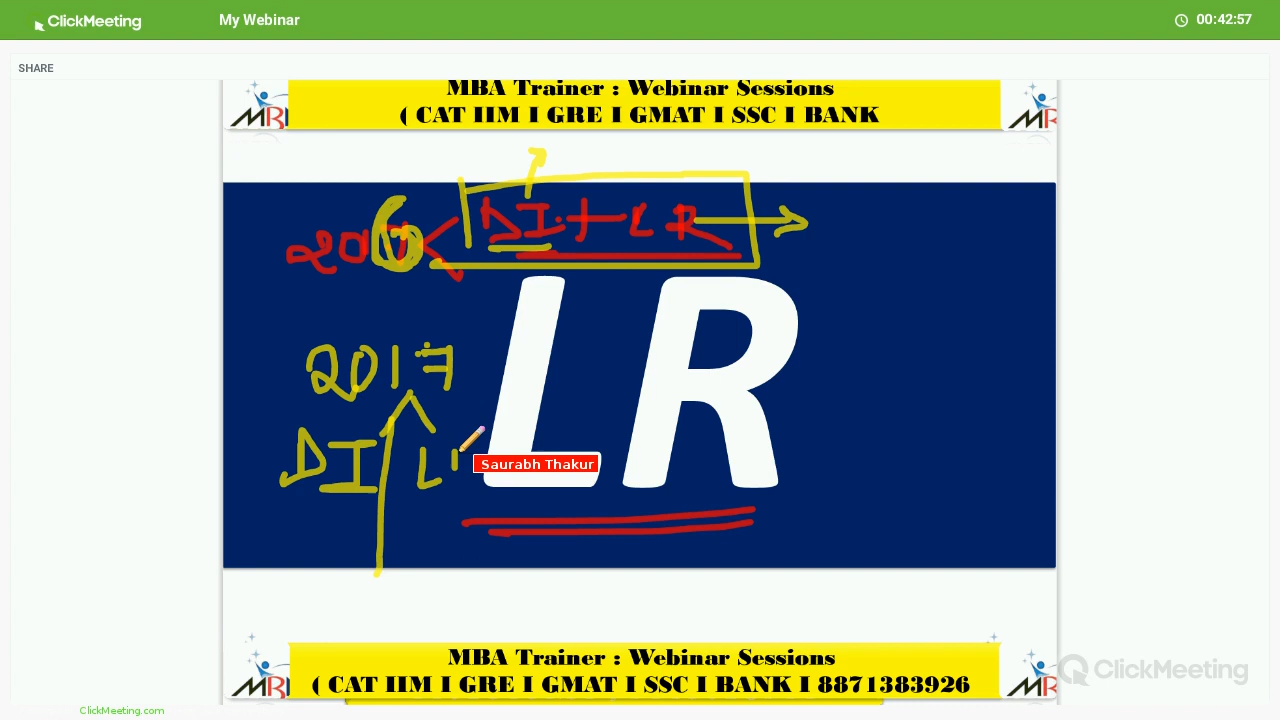 ClickMeeting My Webinar 00:42:57
SHARE
MBA Trainer : Webinar Sessions
( CAT IIM I GRE I GMAT I SSC I BANK
DI+LR
LR
2017
DI L
Saurabh Thakur
MBA Trainer : Webinar Sessions
( CAT IIM I GRE I GMAT I SSC I BANK I 8871383926
ClickMeeting
ClickMeeting.com